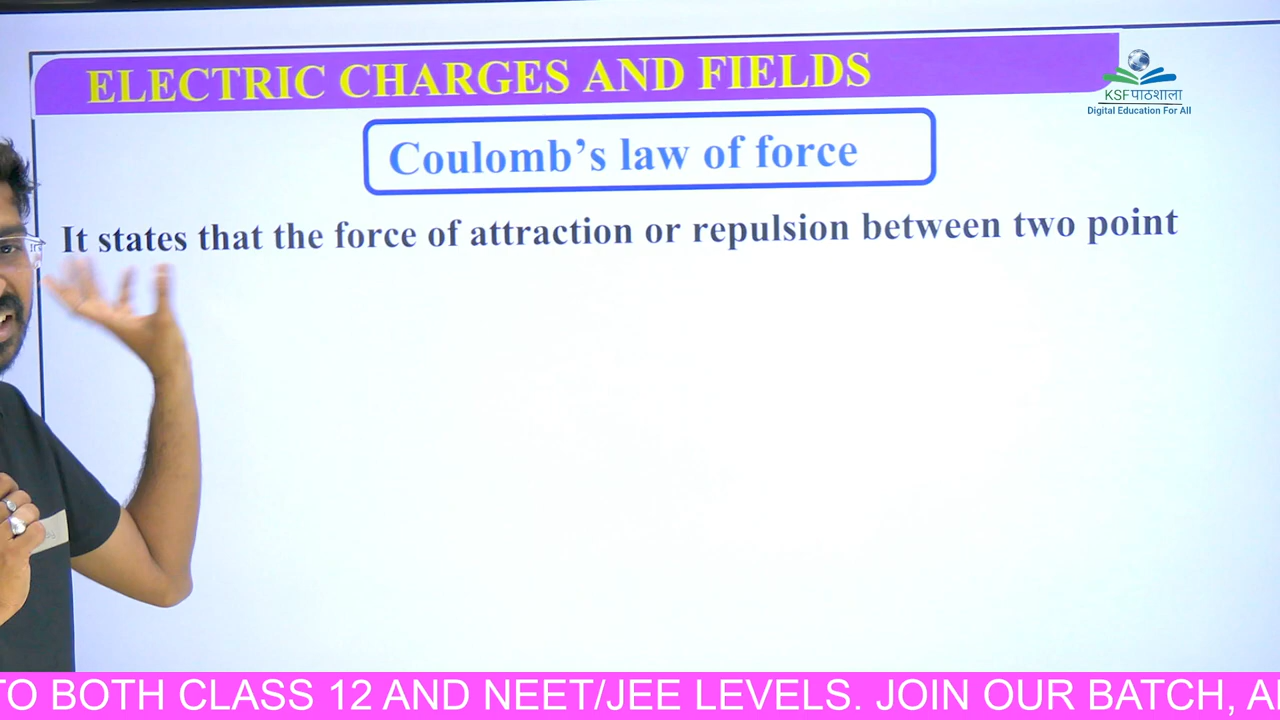 ELECTRIC CHARGES AND FIELDS
KSFपाठशाला
Digital Education For All
Coulomb's law of force
It states that the force of attraction or repulsion between two point
TO BOTH CLASS 12 AND NEET/JEE LEVELS. JOIN OUR BATCH,